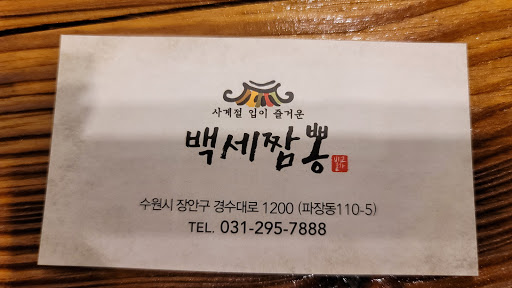 사계절 입이 즐거운
백세짬뽕
수원시 장안구 경수대로 1200 (파장동110-5)
TEL. 031-295-7888